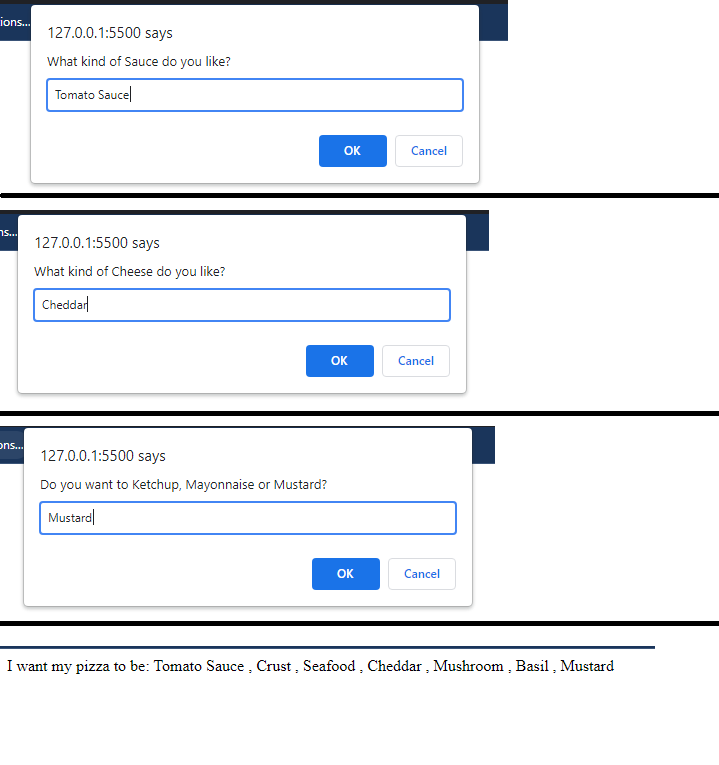 ions...
127.0.0.1:5500 says
What kind of Sauce do you like?
Tomato Sauce
OK Cancel
ns...
127.0.0.1:5500 says
What kind of Cheese do you like?
Cheddar
OK Cancel
ons...
127.0.0.1:5500 says
Do you want to Ketchup, Mayonnaise or Mustard?
Mustard
OK Cancel
I want my pizza to be: Tomato Sauce , Crust , Seafood , Cheddar , Mushroom , Basil , Mustard